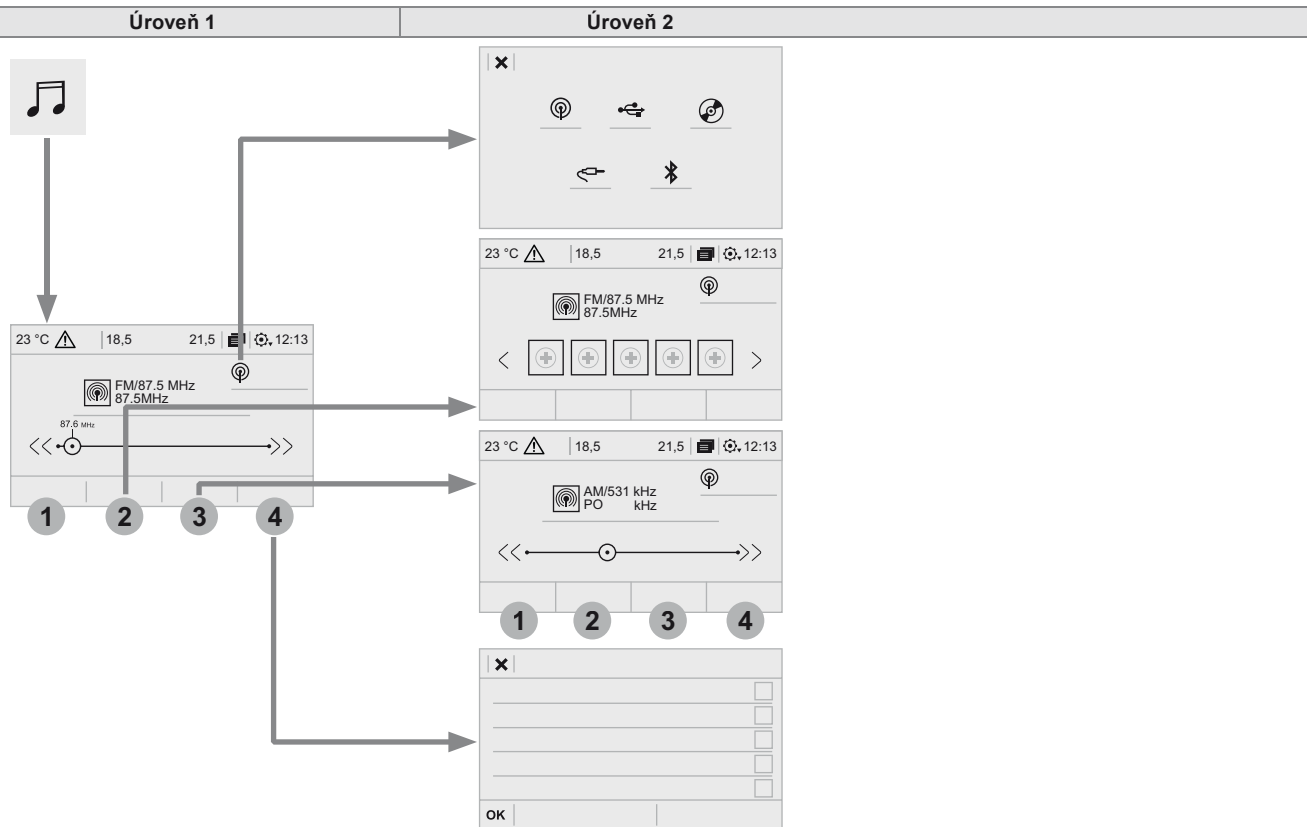 Úroveň 1
Úroveň 2
23 °C 18,5 21,5 12:13
FM/87.5 MHz
87.5MHz
23 °C 18,5 21,5 12:13
FM/87.5 MHz
87.5MHz
87.6 MHz
23 °C 18,5 21,5 12:13
AM/531 kHz
PO kHz
1 2 3 4
1 2 3 4
OK